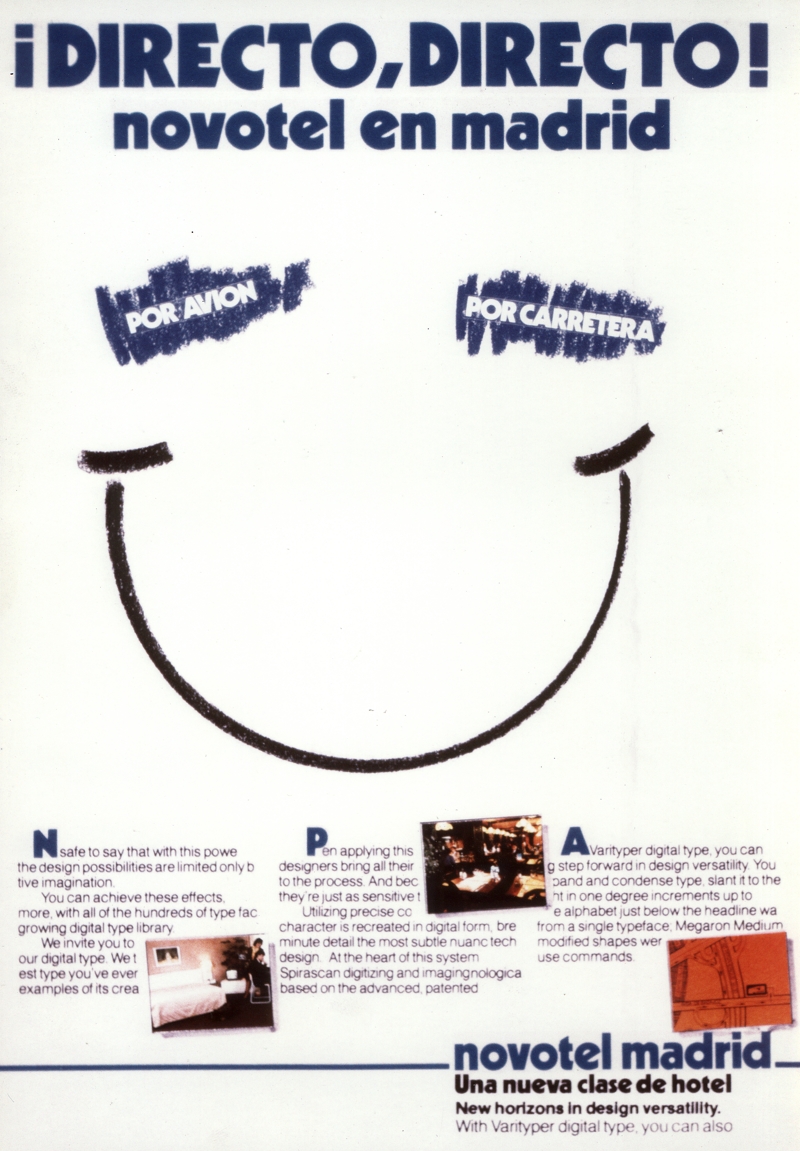 ¡DIRECTO, DIRECTO!
novotel en madrid
POR AVION
POR CARRETERA
N safe to say that with this powe
the design possibilities are limited only b
tive imagination.
You can achieve these effects,
more, with all of the hundreds of type fac
growing digital type library.
We invite you to
our digital type. We t
est type you've ever
examples of its crea
Pen applying this
designers bring all their
to the process. And bec
they're just as sensitive t
Utilizing precise co
character is recreated in digital form, bre
minute detail the most subtle nuanc tech
design. At the heart of this system
Spirascan digitizing and imagingnologica
based on the advanced, patented
A Varityper digital type, you can
g step forward in design versatility. You
pand and condense type, slant it to the
ht in one degree increments up to
e alphabet just below the headline wa
from a single typeface, Megaron Medium
modified shapes wer
use commands.
novotel madrid
Una nueva clase de hotel
New horizons in design versatility.
With Varityper digital type, you can also